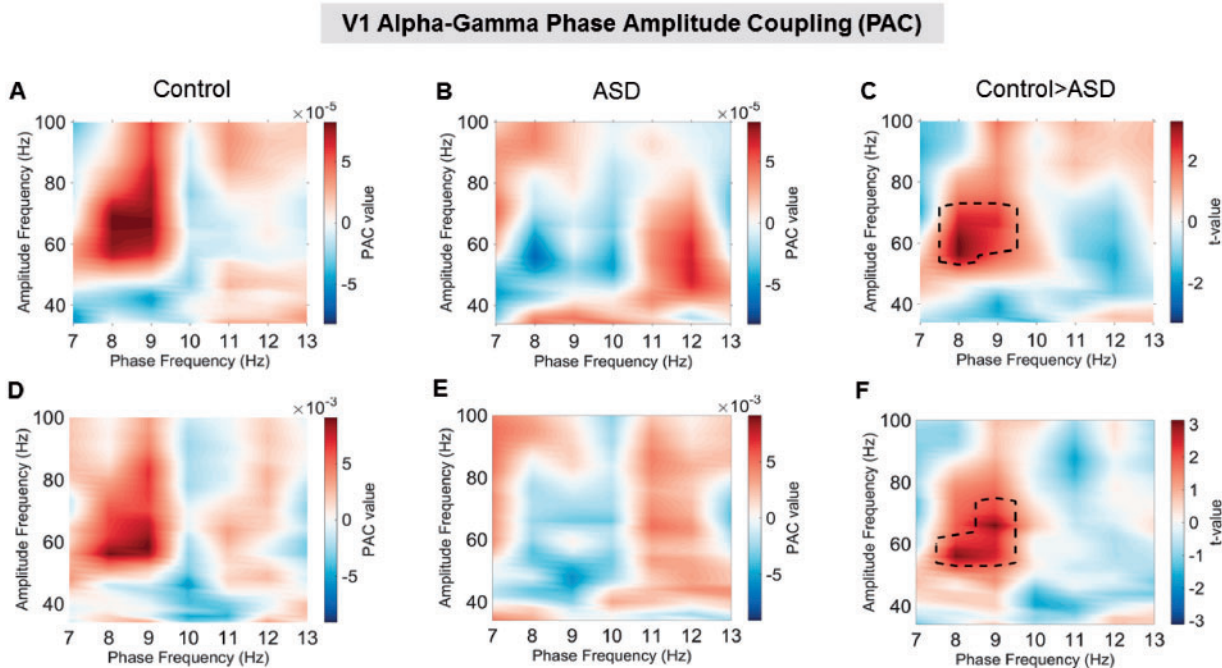 V1 Alpha-Gamma Phase Amplitude Coupling (PAC)
A Control
B ASD
C Control>ASD
×10-5
100
80
60
40
Amplitude Frequency (Hz)
7 8 9 10 11 12 13
Phase Frequency (Hz)
5
0
-5
PAC value
×10-5
100
80
60
40
Amplitude Frequency (Hz)
7 8 9 10 11 12 13
Phase Frequency (Hz)
5
0
-5
PAC value
100
80
60
40
Amplitude Frequency (Hz)
7 8 9 10 11 12 13
Phase Frequency (Hz)
2
0
-2
t-value
D
×10-3
100
80
60
40
Amplitude Frequency (Hz)
7 8 9 10 11 12 13
Phase Frequency (Hz)
5
0
-5
PAC value
E
×10-3
100
80
60
40
Amplitude Frequency (Hz)
7 8 9 10 11 12 13
Phase Frequency (Hz)
5
0
-5
PAC value
F
100
80
60
40
Amplitude Frequency (Hz)
7 8 9 10 11 12 13
Phase Frequency (Hz)
3
2
1
0
-1
-2
-3
t-value